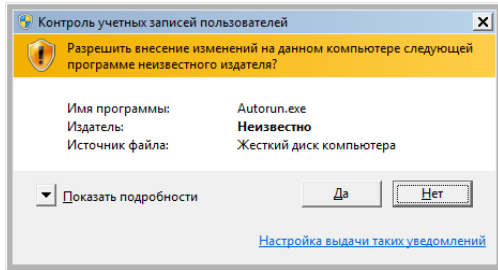 Контроль учетных записей пользователей
Разрешить внесение изменений на данном компьютере следующей
программе неизвестного издателя?
Имя программы: Autorun.exe
Издатель: Неизвестно
Источник файла: Жесткий диск компьютера
Показать подробности Да Нет
Настройка выдачи таких уведомлений